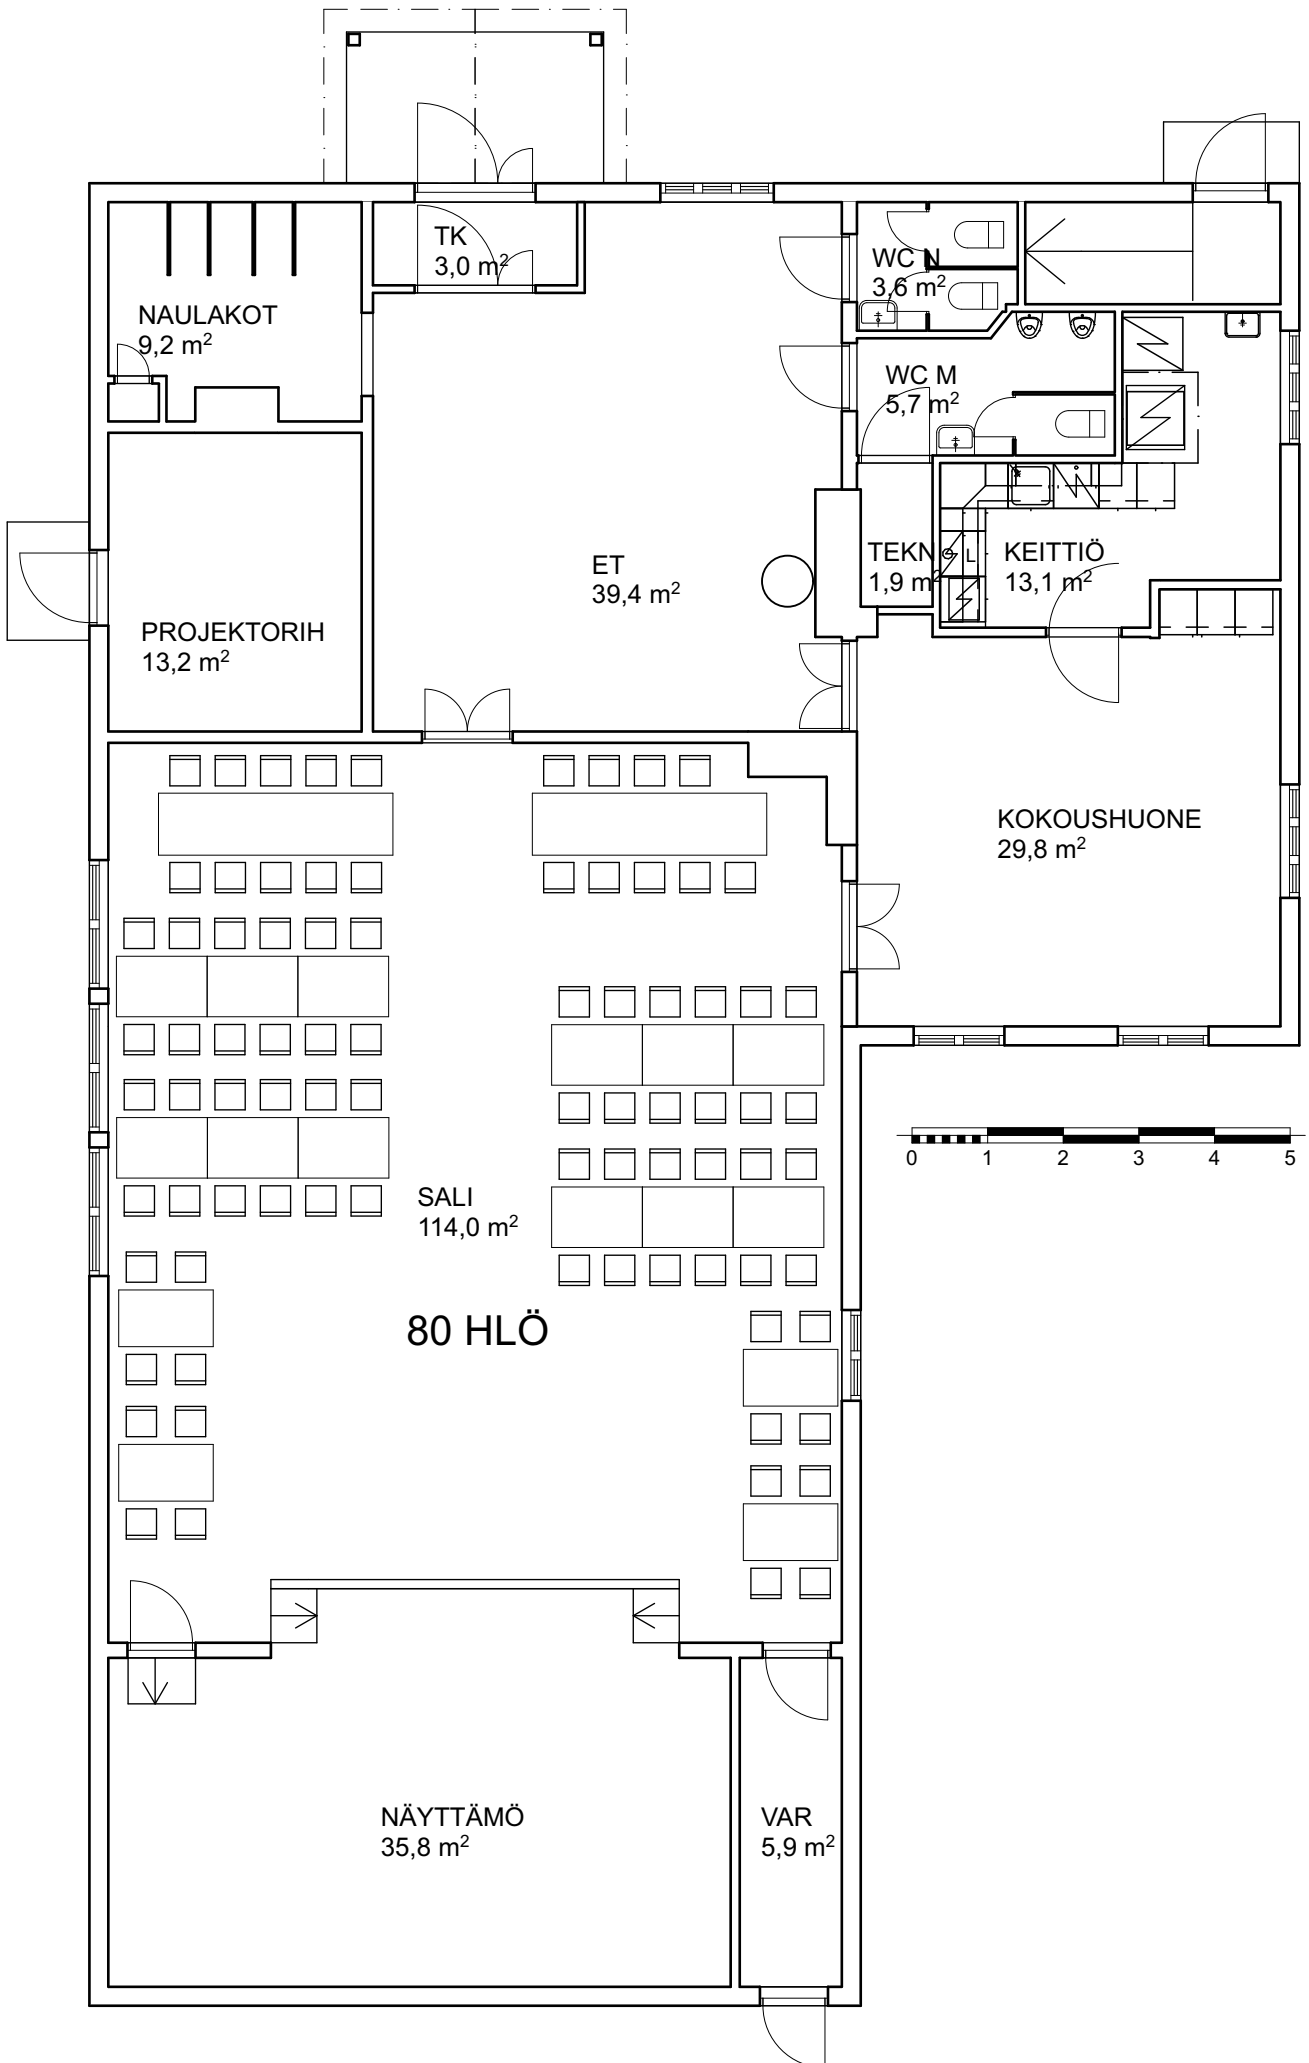 TK
3,0 m²
WC N
3,6 m²
NAULAKOT
9,2 m²
WC M
5,7 m²
ET
39,4 m²
TEKN
1,9 m²
L
KEITTIÖ
13,1 m²
PROJEKTORIH
13,2 m²
KOKOUSHUONE
29,8 m²
0 1 2 3 4 5
SALI
114,0 m²
80 HLÖ
NÄYTTÄMÖ
35,8 m²
VAR
5,9 m²